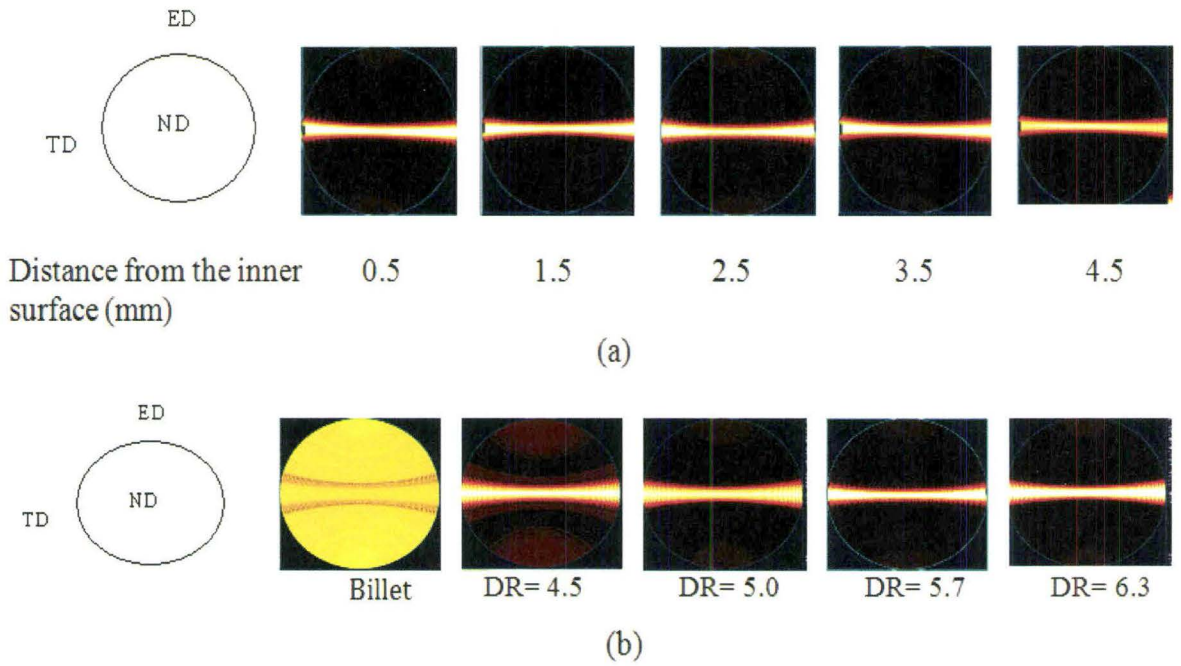 ED
ND
TD
Distance from the inner surface (mm)
0.5 1.5 2.5 3.5 4.5
(a)
ED
ND
TD
Billet DR= 4.5 DR= 5.0 DR= 5.7 DR= 6.3
(b)